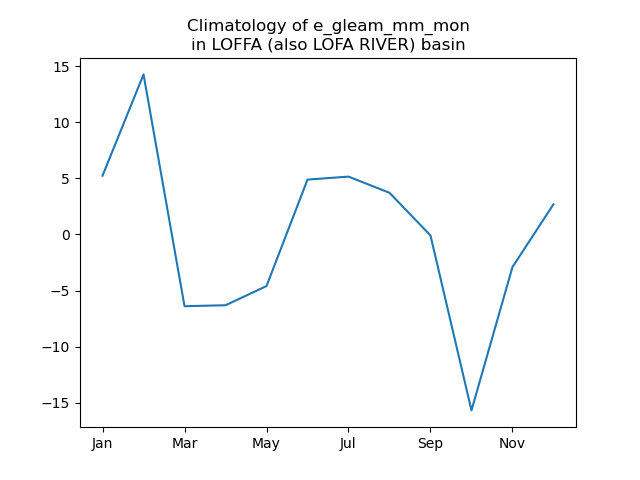 Climatology of e_gleam_mm_mon
in LOFFA (also LOFA RIVER) basin
15
10
5
0
−5
−10
−15
Jan Mar May Jul Sep Nov